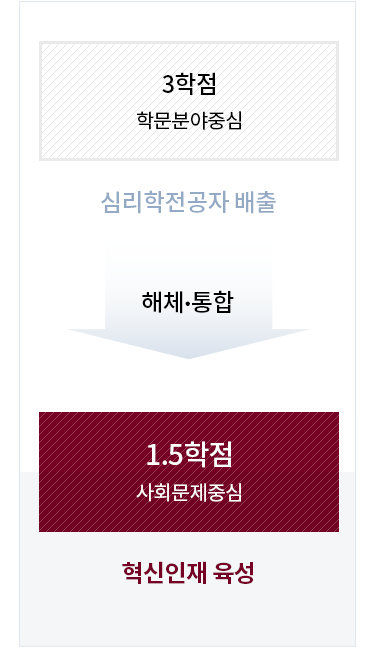 3학점
학문분야중심
심리학전공자 배출
해체·통합
1.5학점
사회문제중심
혁신인재 육성